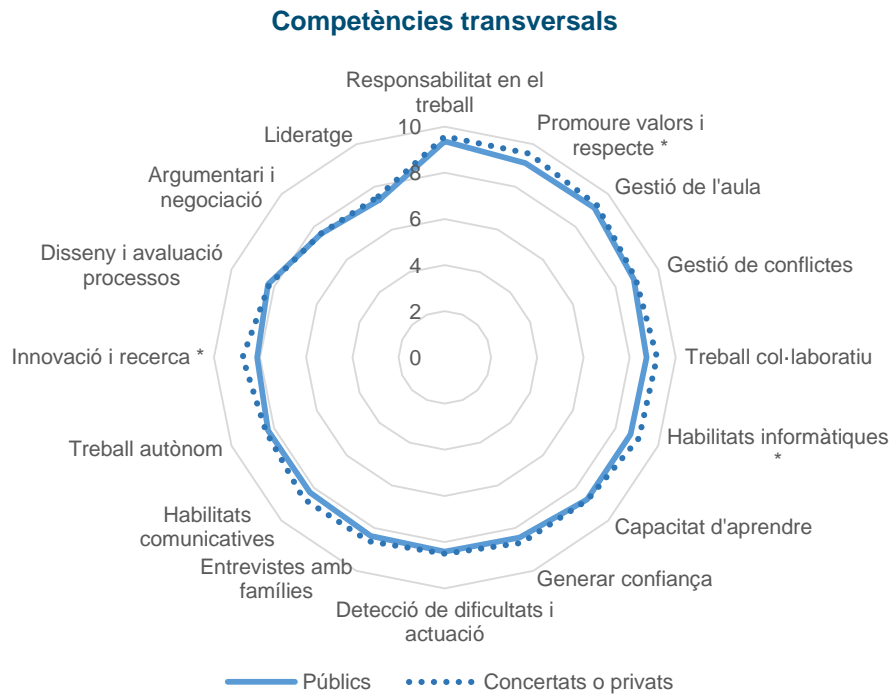 Competències transversals
Responsabilitat en el
treball
Promoure valors i
respecte *
Gestió de l'aula
Gestió de conflictes
Treball col·laboratiu
Habilitats informàtiques
*
Capacitat d'aprendre
Generar confiança
Detecció de dificultats i
actuació
Entrevistes amb
famílies
Habilitats
comunicatives
Treball autònom
Innovació i recerca *
Disseny i avaluació
processos
Argumentari i
negociació
Lideratge
10
8
6
4
2
0
Públics
Concertats o privats